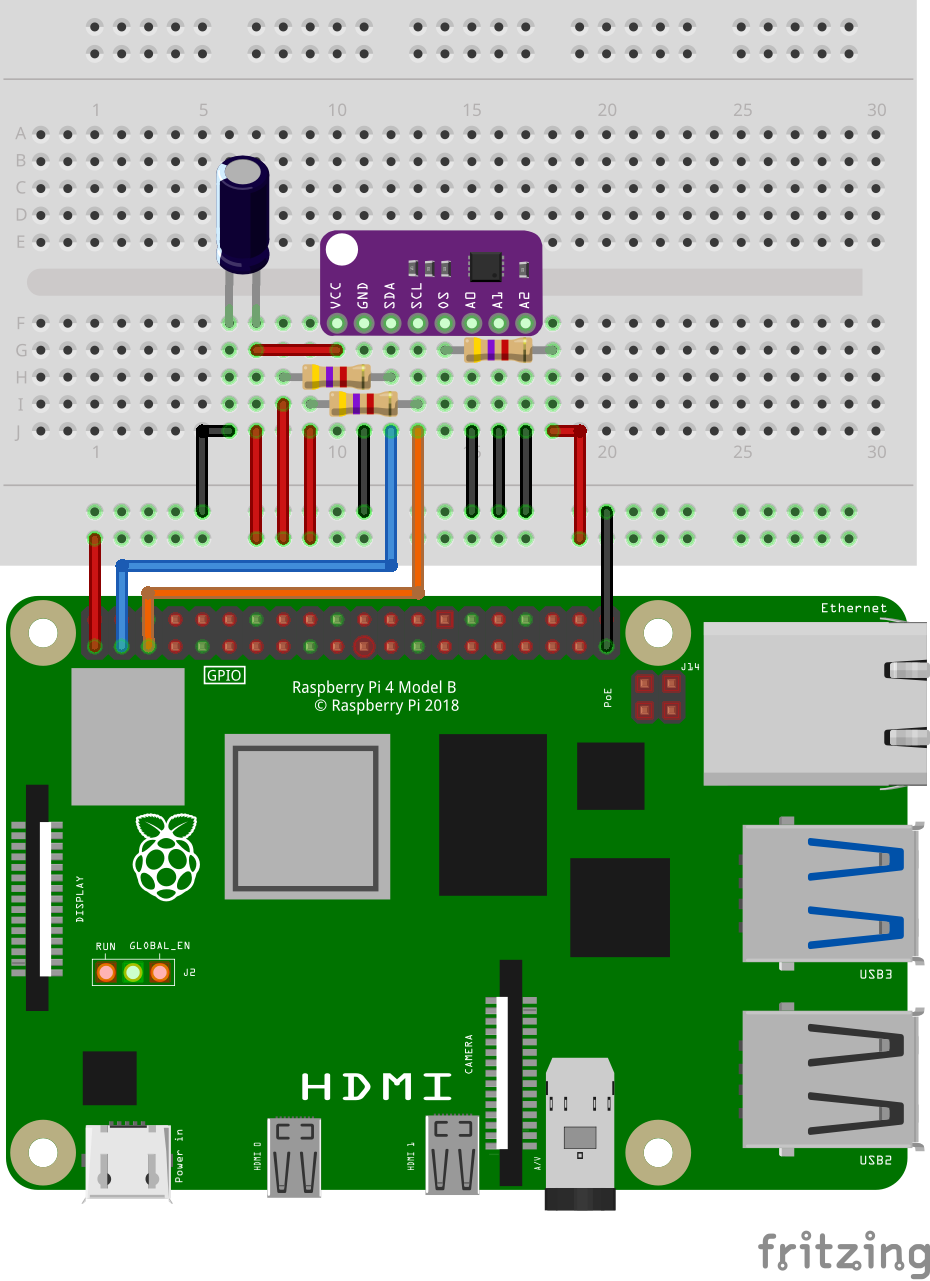 1 5 10 15 20 25 30
A
B
C
D
E
VCC GND SDA SCL OS A0 A1 A2
F
G
H
I
J
1 10 15 20 25 30
Ethernet
J14
GPIO
PoE
Raspberry Pi 4 Model B
© Raspberry Pi 2018
DISPLAY
RUN GLOBAL_EN
J2
USB3
CAMERA
HDMI
Power in
HDMI 0
HDMI 1
A/V
USB2
fritzing